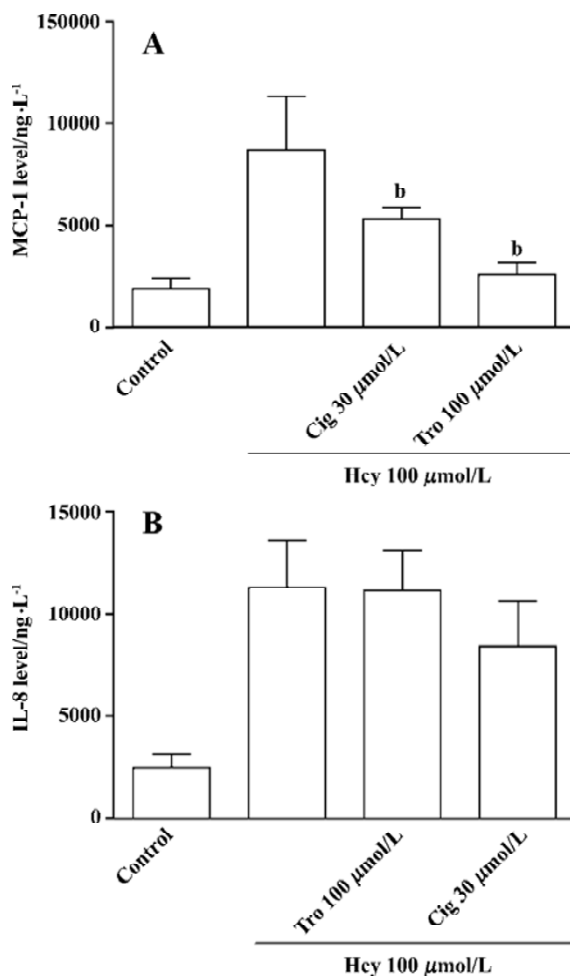 A
MCP-1 level/ng·L⁻¹
150000
10000
5000
0
b
b
Control
Cig 30 μmol/L
Tro 100 μmol/L
Hcy 100 μmol/L
B
IL-8 level/ng·L⁻¹
15000
10000
5000
0
Control
Tro 100 μmol/L
Cig 30 μmol/L
Hcy 100 μmol/L